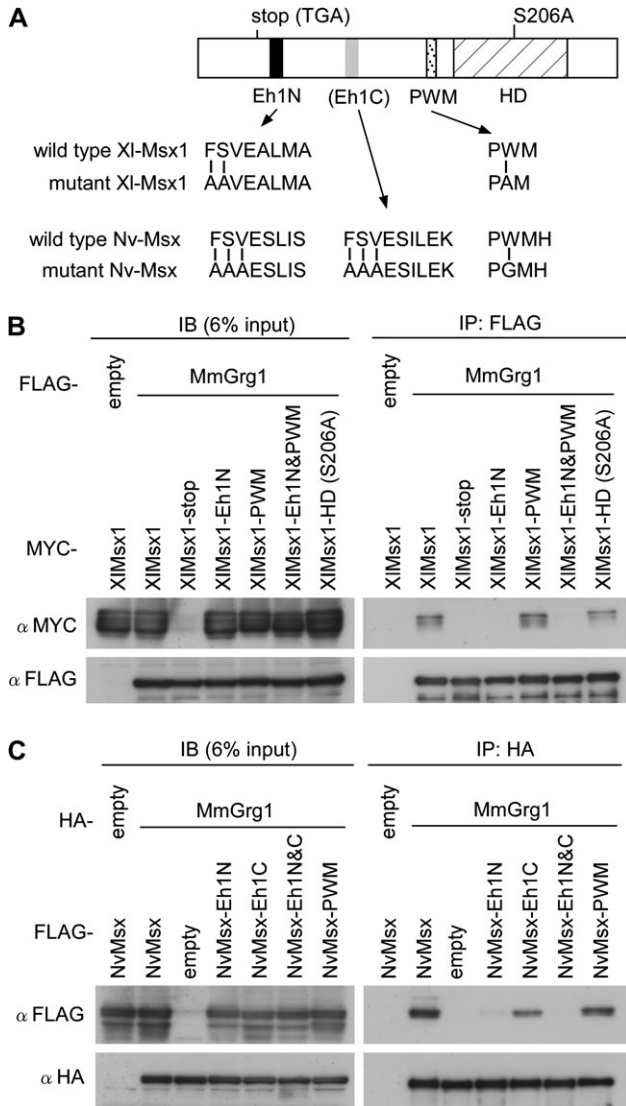 A
stop (TGA)
S206A
Eh1N
(Eh1C)
PWM
HD
wild type Xl-Msx1 FSVEALMA PWM
mutant Xl-Msx1 AAVEALMA PAM
wild type Nv-Msx FSVESLIS FSVESILEK PWMH
mutant Nv-Msx AAAESLIS AAAESILEK PGMH
B
IB (6% input)
IP: FLAG
FLAG-
empty
MmGrg1
empty
MmGrg1
MYC-
XlMsx1
XlMsx1
XlMsx1-stop
XlMsx1-Eh1N
XlMsx1-PWM
XlMsx1-Eh1N&PWM
XlMsx1-HD (S206A)
XlMsx1
XlMsx1
XlMsx1-stop
XlMsx1-Eh1N
XlMsx1-PWM
XlMsx1-Eh1N&PWM
XlMsx1-HD (S206A)
α MYC
α FLAG
C
IB (6% input)
IP: HA
HA-
empty
MmGrg1
empty
MmGrg1
FLAG-
NvMsx
NvMsx
empty
NvMsx-Eh1N
NvMsx-Eh1C
NvMsx-Eh1N&C
NvMsx-PWM
NvMsx
NvMsx
empty
NvMsx-Eh1N
NvMsx-Eh1C
NvMsx-Eh1N&C
NvMsx-PWM
α FLAG
α HA